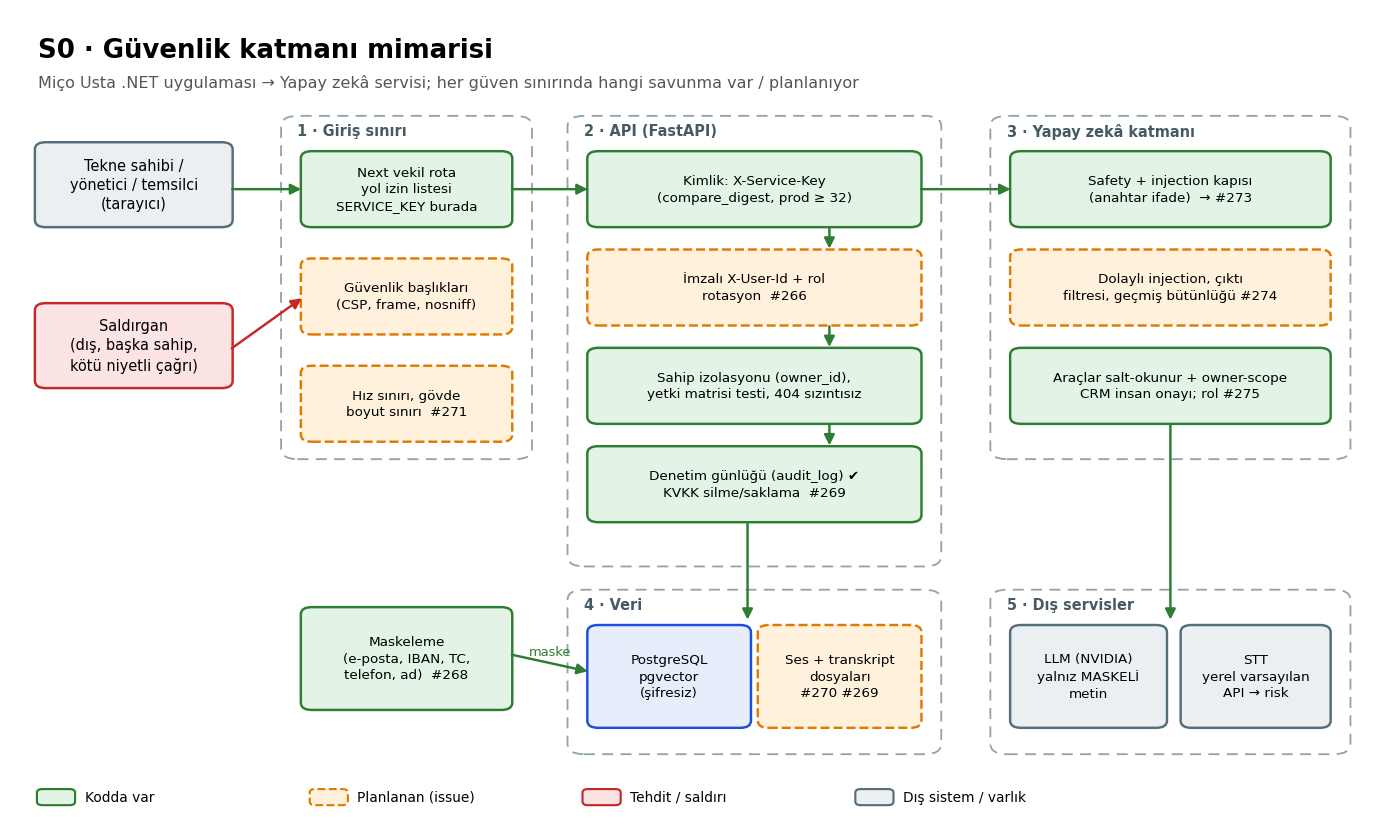 S0 · Güvenlik katmanı mimarisi
Miço Usta .NET uygulaması → Yapay zekâ servisi; her güven sınırında hangi savunma var / planlanıyor
Tekne sahibi /
yönetici / temsilci
(tarayıcı)
Saldırgan
(dış, başka sahip,
kötü niyetli çağrı)
1 · Giriş sınırı
Next vekil rota
yol izin listesi
SERVICE_KEY burada
Güvenlik başlıkları
(CSP, frame, nosniff)
Hız sınırı, gövde
boyut sınırı  #271
2 · API (FastAPI)
Kimlik: X-Service-Key
(compare_digest, prod ≥ 32)
İmzalı X-User-Id + rol
rotasyon  #266
Sahip izolasyonu (owner_id),
yetki matrisi testi, 404 sızıntısız
Denetim günlüğü (audit_log) ✔
KVKK silme/saklama  #269
3 · Yapay zekâ katmanı
Safety + injection kapısı
(anahtar ifade)  → #273
Dolaylı injection, çıktı
filtresi, geçmiş bütünlüğü #274
Araçlar salt-okunur + owner-scope
CRM insan onayı; rol #275
Maskeleme
(e-posta, IBAN, TC,
telefon, ad)  #268
maske
4 · Veri
PostgreSQL
pgvector
(şifresiz)
Ses + transkript
dosyaları
#270 #269
5 · Dış servisler
LLM (NVIDIA)
yalnız MASKELİ
metin
STT
yerel varsayılan
API → risk
Kodda var
Planlanan (issue)
Tehdit / saldırı
Dış sistem / varlık